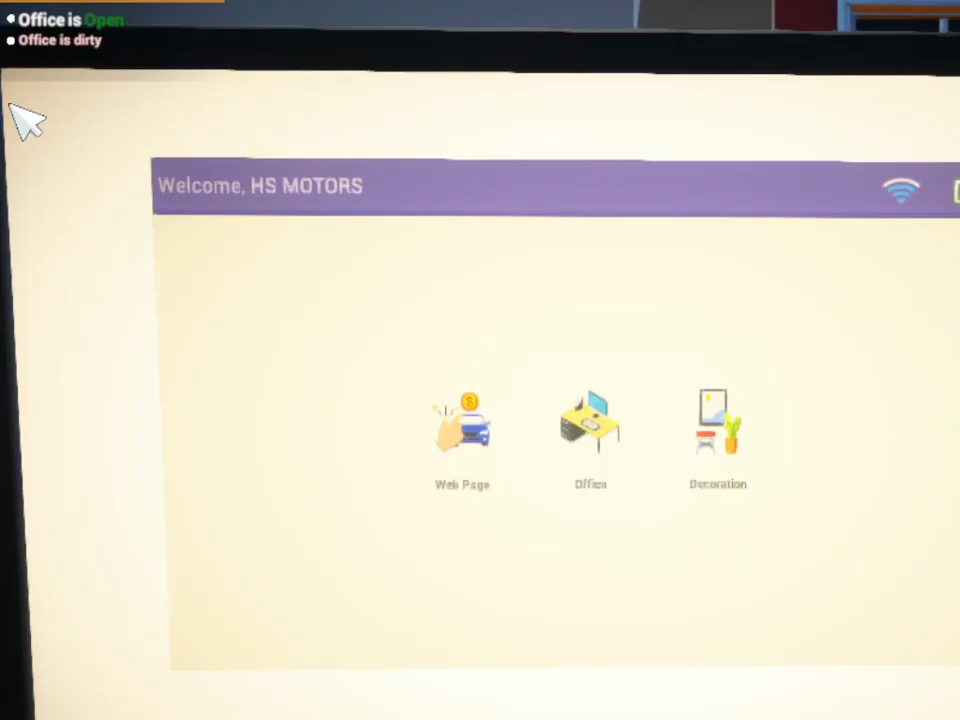 Office is Open
Office is dirty
Welcome, HS MOTORS
Web Page
Office
Decoration